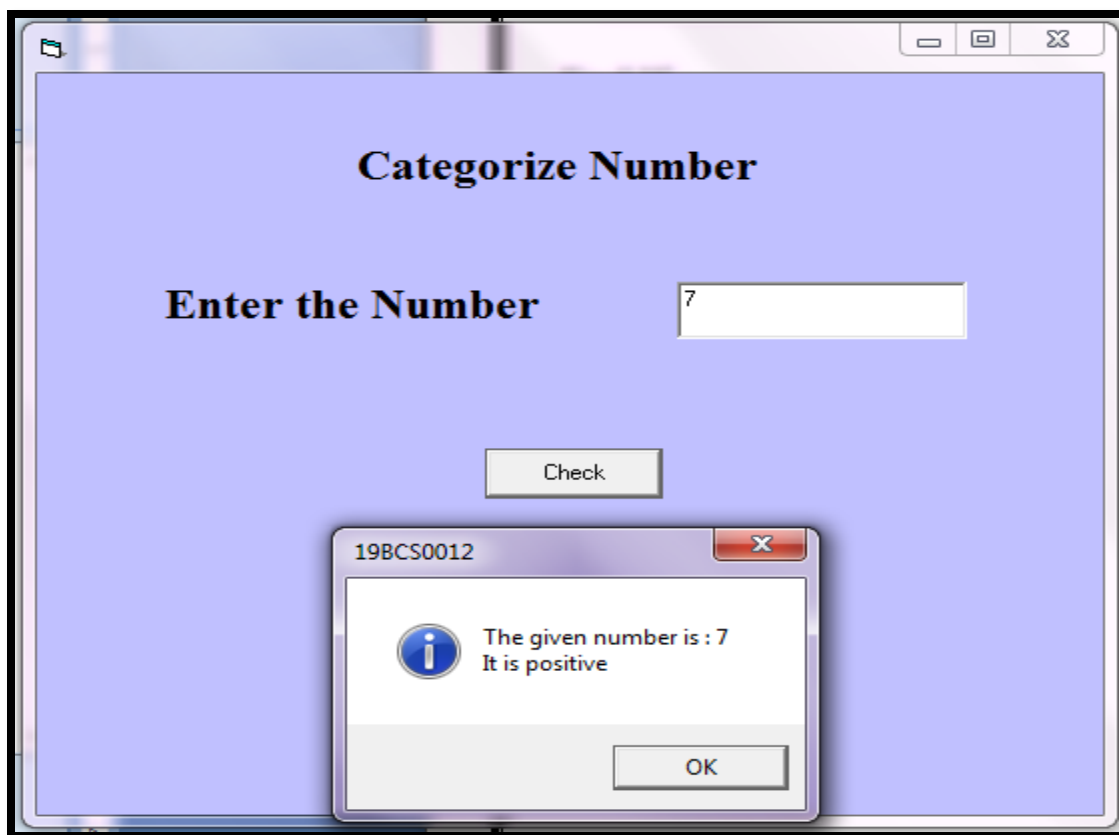 Categorize Number
Enter the Number
7
Check
19BCS0012
The given number is : 7
It is positive
OK